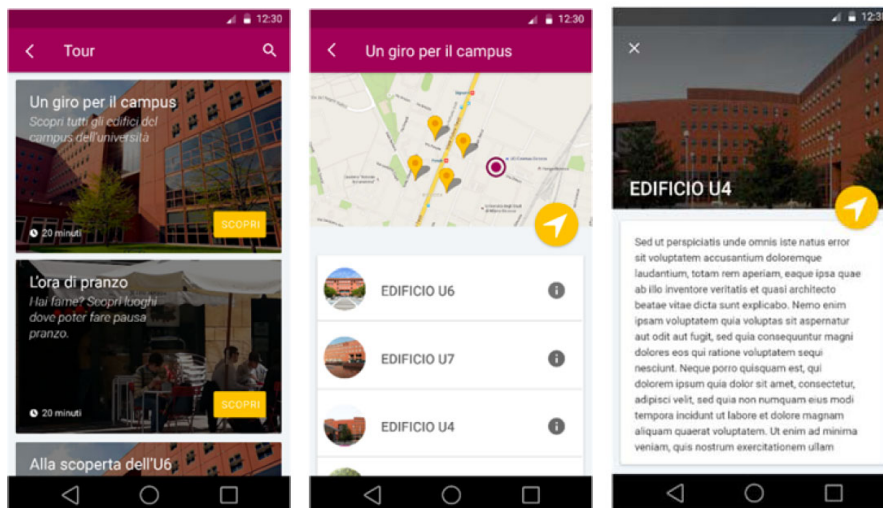 12:30
Tour
Un giro per il campus
Scopri tutti gli edifici del
campus dell'università
20 minuti
SCOPRI
L'ora di pranzo
Hai fame? Scopri luoghi
dove poter fare pausa
pranzo.
20 minuti
SCOPRI
Alla scoperta dell'U6
12:30
Un giro per il campus
EDIFICIO U6
EDIFICIO U7
EDIFICIO U4
12:30
EDIFICIO U4
Sed ut perspiciatis unde omnis iste natus error
sit voluptatem accusantium doloremque
laudantium, totam rem aperiam, eaque ipsa quae
ab illo inventore veritatis et quasi architecto
beatae vitae dicta sunt explicabo. Nemo enim
ipsam voluptatem quia voluptas sit aspernatur
aut odit aut fugit, sed quia consequuntur magni
dolores eos qui ratione voluptatem sequi
nesciunt. Neque porro quisquam est, qui
dolorem ipsum quia dolor sit amet, consectetur,
adipisci velit, sed quia non numquam eius modi
tempora incidunt ut labore et dolore magnam
aliquam quaerat voluptatem. Ut enim ad minima
veniam, quis nostrum exercitationem ullam